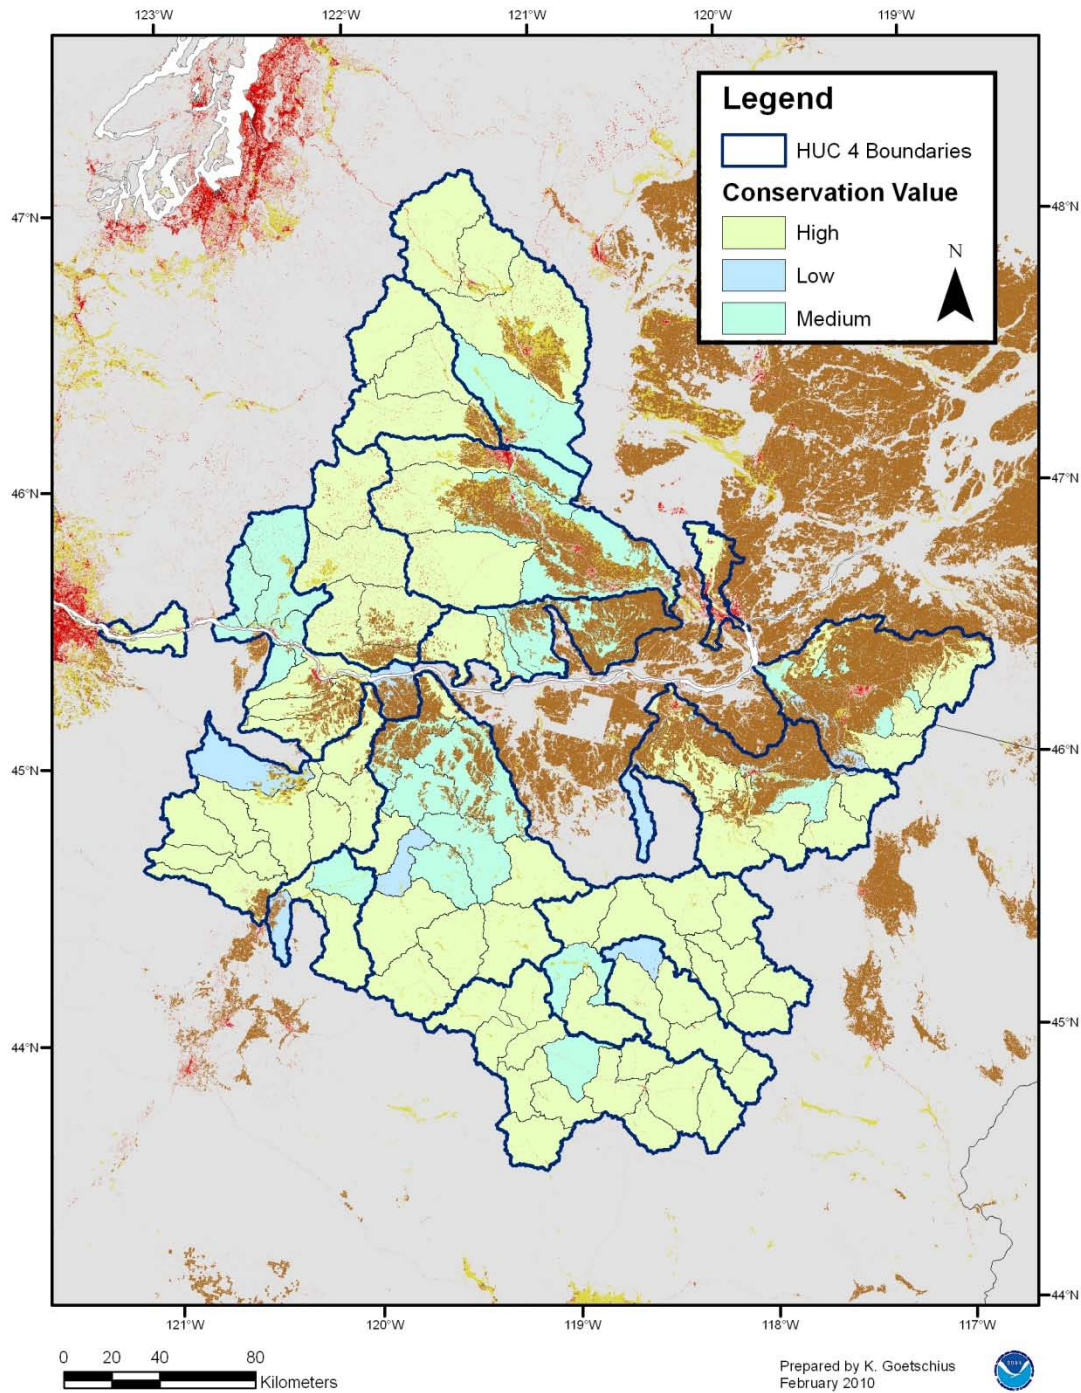 123°W 122°W 121°W 120°W 119°W
Legend
HUC 4 Boundaries
Conservation Value
High
Low
Medium
N
47°N
46°N
45°N
44°N
48°N
47°N
46°N
45°N
44°N
121°W 120°W 119°W 118°W 117°W
0 20 40 80
Kilometers
Prepared by K. Goetschius
February 2010